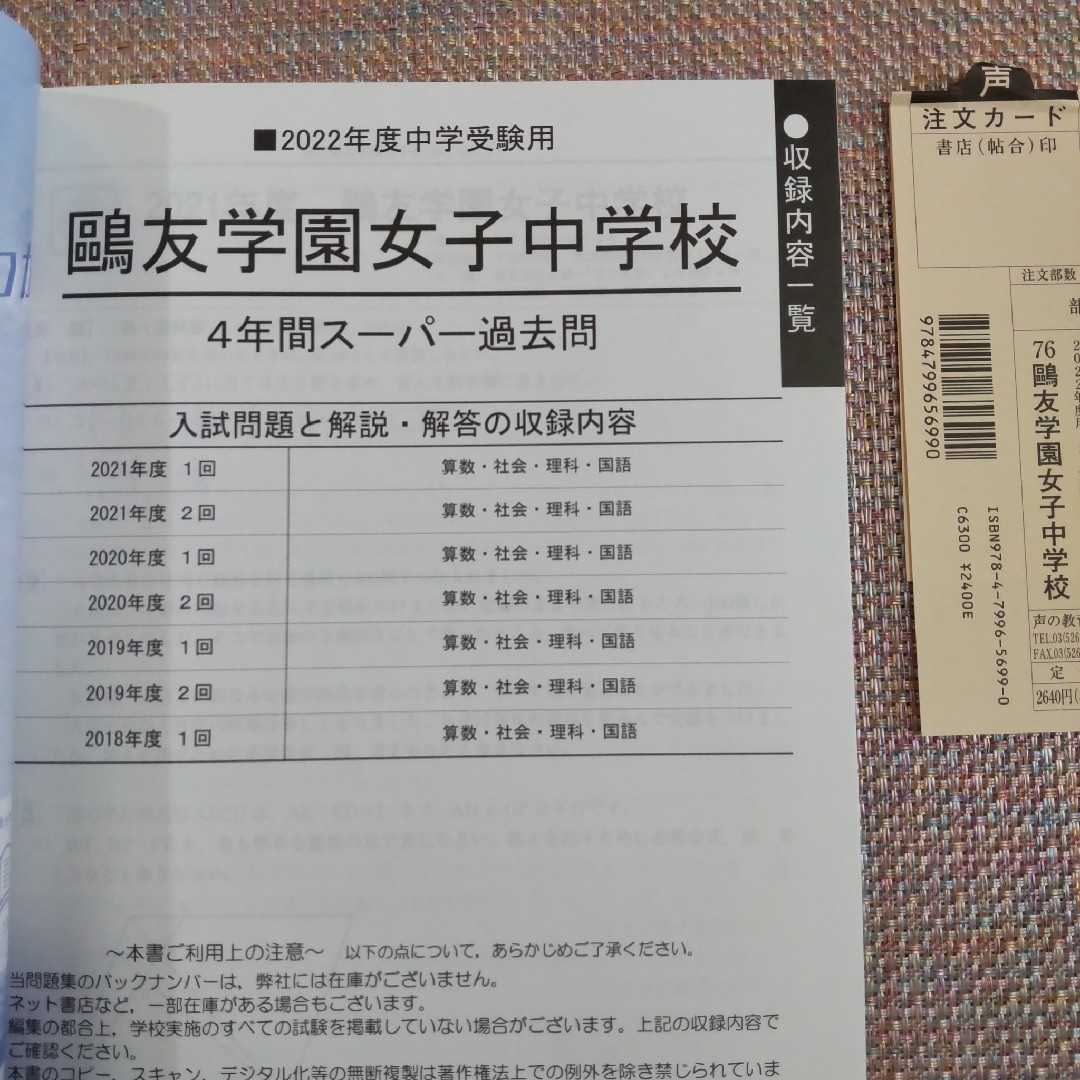 ■2022年度中学受験用
鷗友学園女子中学校
4年間スーパー過去問
●収録内容一覧
入試問題と解説・解答の収録内容
2021年度 1回 算数・社会・理科・国語
2021年度 2回 算数・社会・理科・国語
2020年度 1回 算数・社会・理科・国語
2020年度 2回 算数・社会・理科・国語
2019年度 1回 算数・社会・理科・国語
2019年度 2回 算数・社会・理科・国語
2018年度 1回 算数・社会・理科・国語
～本書ご利用上の注意～ 以下の点について，あらかじめご了承ください。
当問題集のバックナンバーは，弊社には在庫がございません。
ネット書店など，一部在庫がある場合もございます。
編集の都合上，学校実施のすべての試験を掲載していない場合がございます。上記の収録内容で
ご確認ください。
本書のコピー，スキャン，デジタル化等の無断複製は著作権法上での例外を除き禁じられていま
声
注文カード
書店(帖合)印
注文部数
部
9784799656990
ISBN978-4-7996-5699-0
C6300 ¥2400E
76 鷗友学園女子中学校
声の教育
TEL.03(526
FAX.03(526
定
2640円(